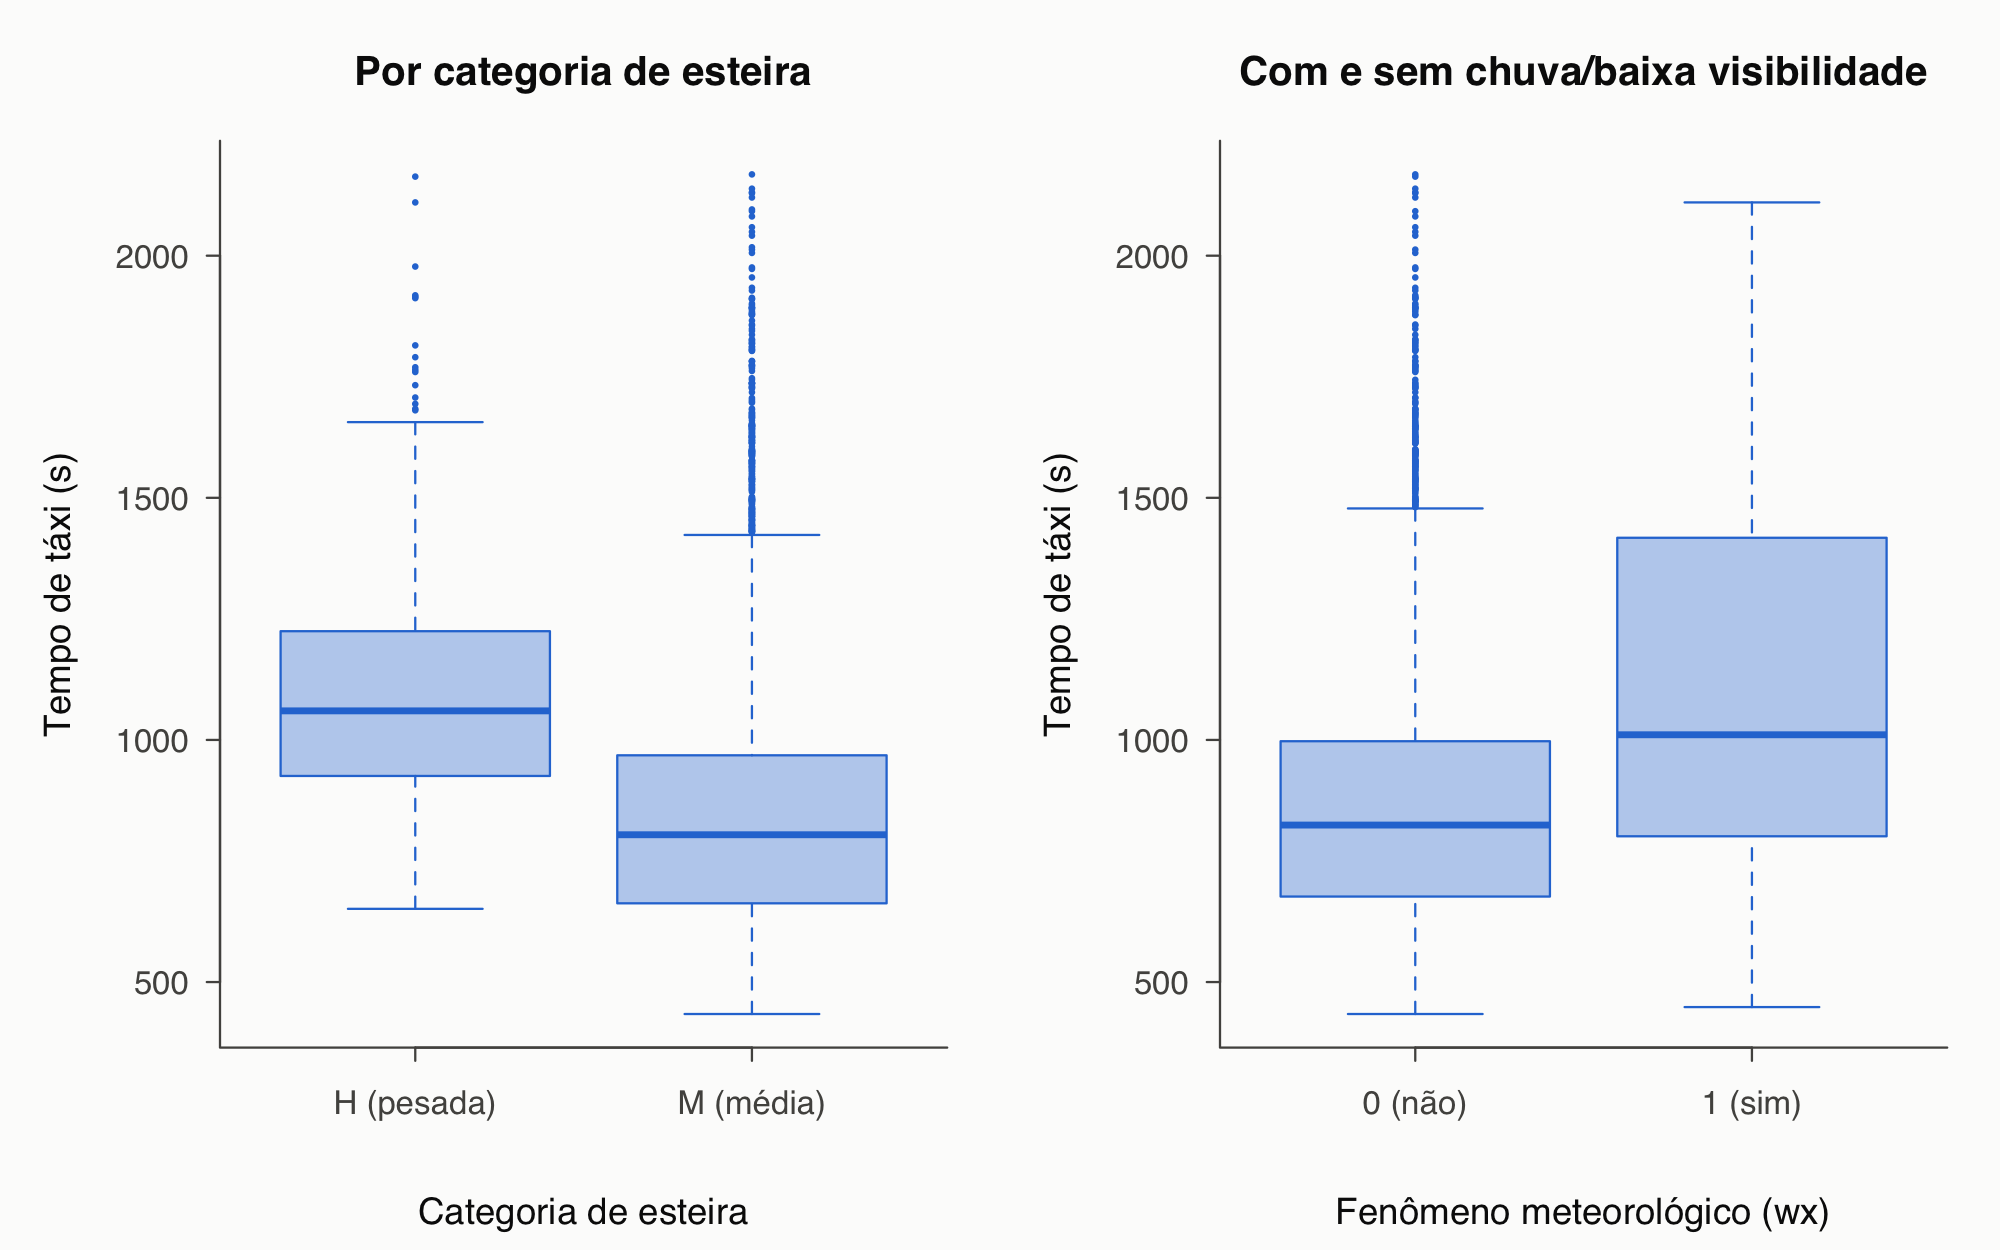 Por categoria de esteira
Tempo de táxi (s)
2000
1500
1000
500
H (pesada)
M (média)
Categoria de esteira
Com e sem chuva/baixa visibilidade
Tempo de táxi (s)
2000
1500
1000
500
0 (não)
1 (sim)
Fenômeno meteorológico (wx)